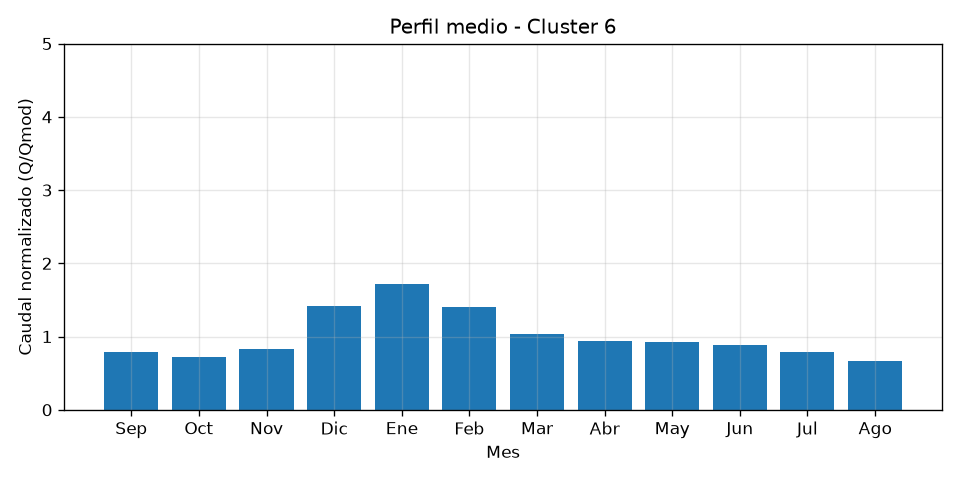 Perfil medio - Cluster 6
Caudal normalizado (Q/Qmod)
5
4
3
2
1
0
Sep Oct Nov Dic Ene Feb Mar Abr May Jun Jul Ago
Mes